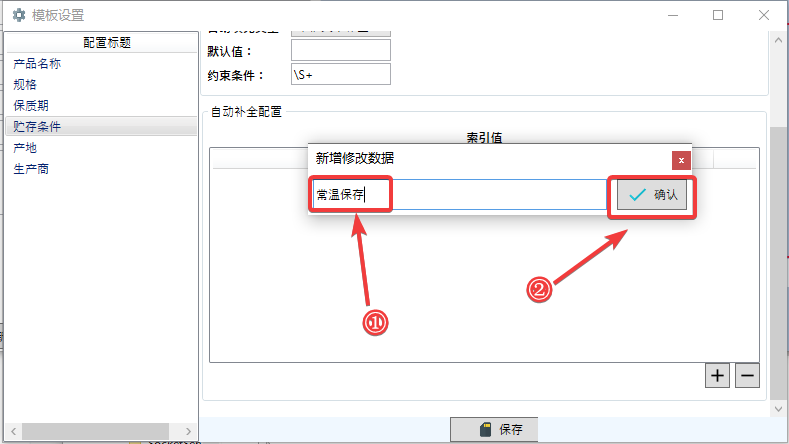 模板设置
配置标题
产品名称
规格
保质期
贮存条件
产地
生产商
默认值：
约束条件： \S+
自动补全配置
索引值
新增修改数据
x
常温保存 确认
① ②
保存